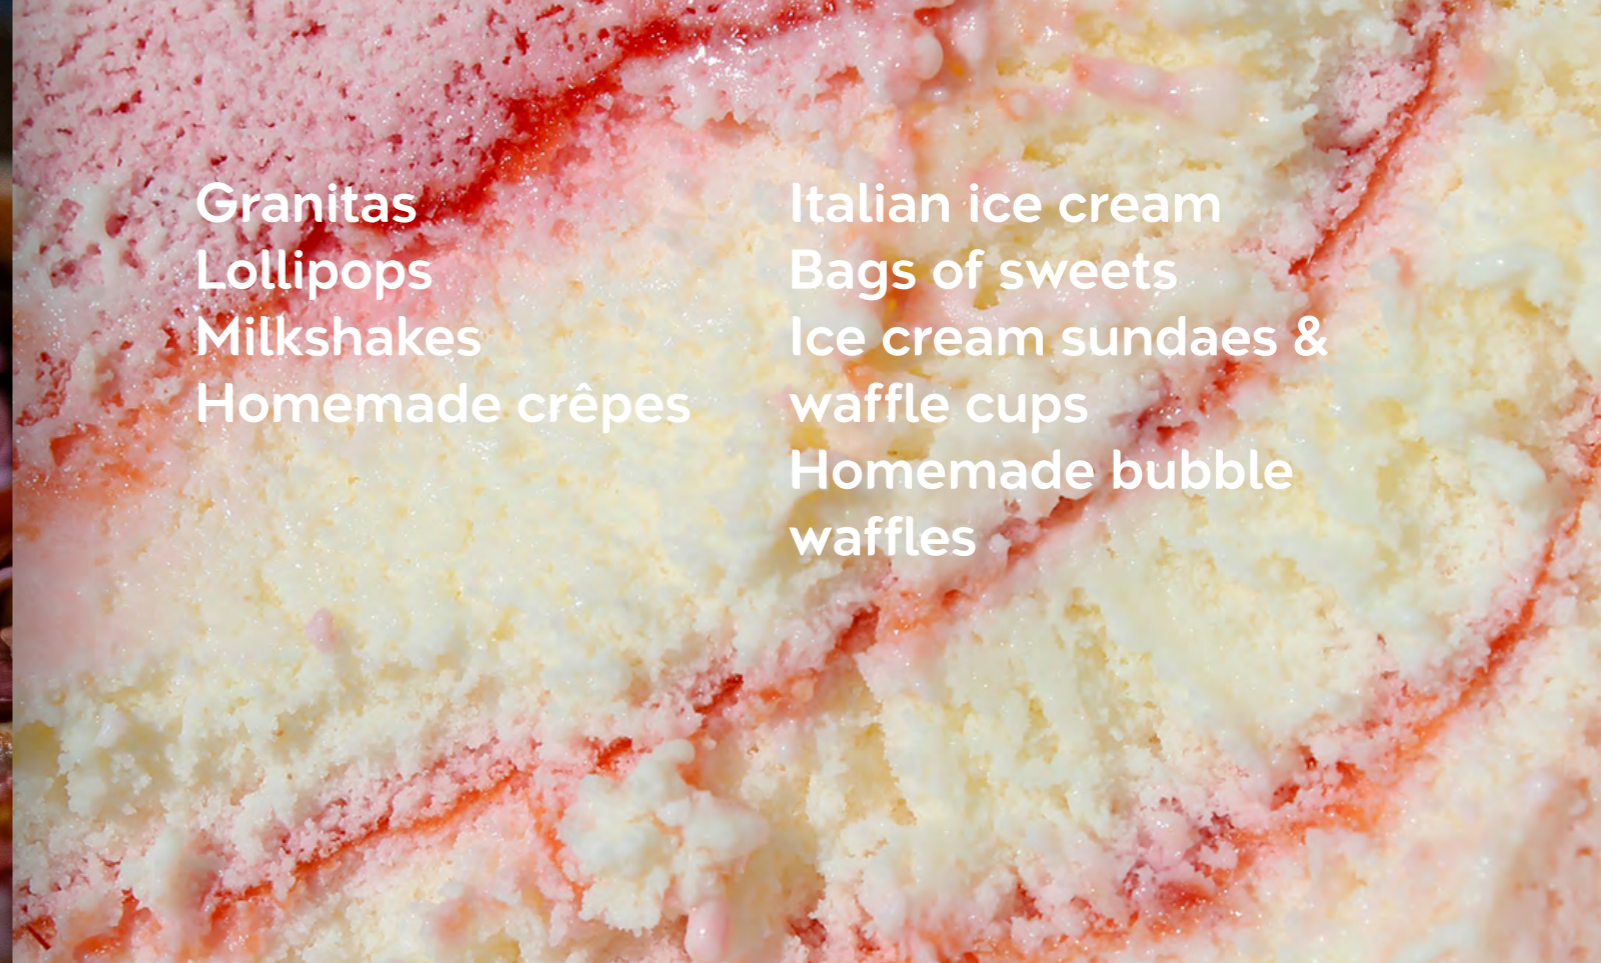 Granitas
Lollipops
Milkshakes
Homemade crêpes
Italian ice cream
Bags of sweets
Ice cream sundaes &
waffle cups
Homemade bubble
waffles